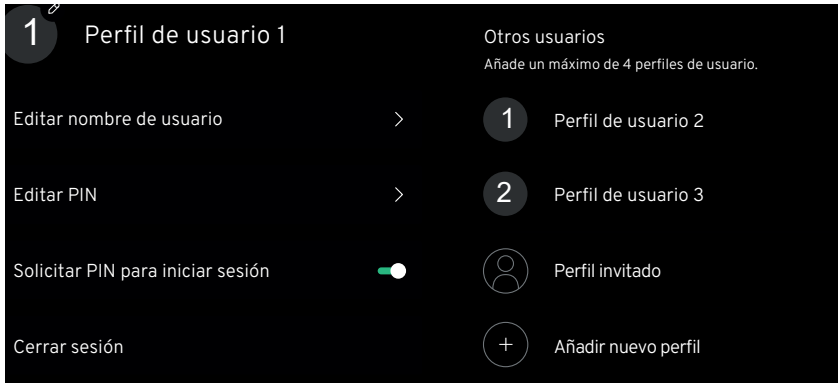 1
Perfil de usuario 1
Editar nombre de usuario
Editar PIN
Solicitar PIN para iniciar sesión
Cerrar sesión
Otros usuarios
Añade un máximo de 4 perfiles de usuario.
1
Perfil de usuario 2
2
Perfil de usuario 3
Perfil invitado
Añadir nuevo perfil